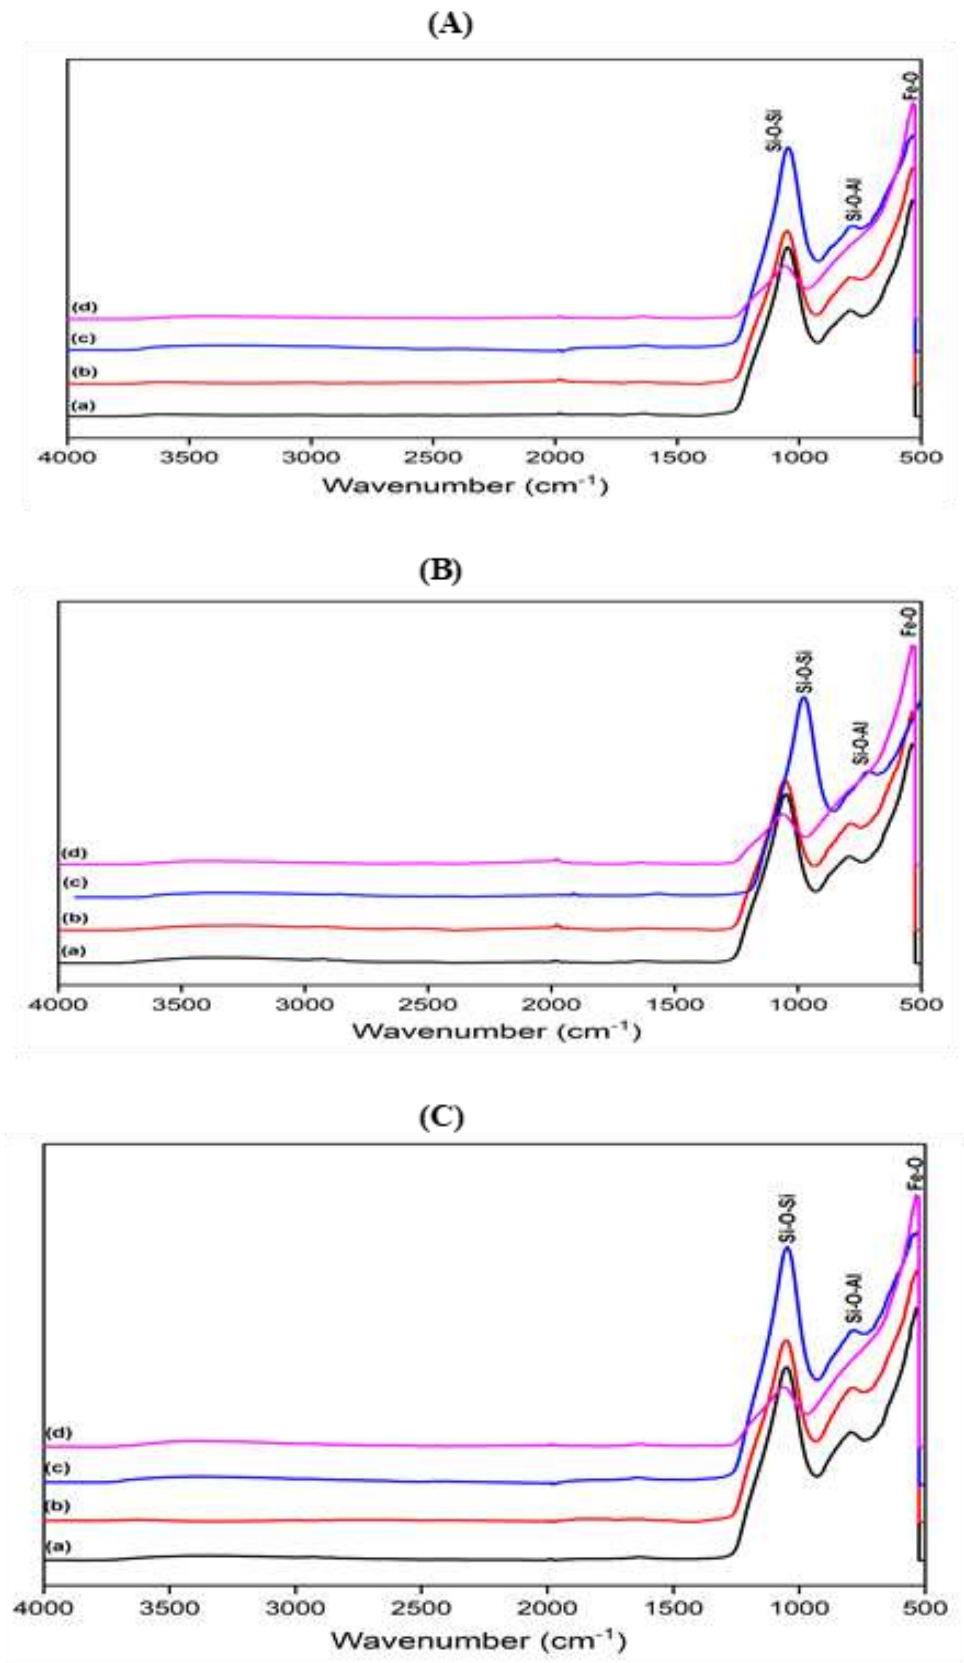 (A)
Si-O-Si
Si-O-Al
Fe-O
(d)
(c)
(b)
(a)
4000 3500 3000 2500 2000 1500 1000 500
Wavenumber (cm⁻¹)
(B)
Si-O-Si
Si-O-Al
Fe-O
(d)
(c)
(b)
(a)
4000 3500 3000 2500 2000 1500 1000 500
Wavenumber (cm⁻¹)
(C)
Si-O-Si
Si-O-Al
Fe-O
(d)
(c)
(b)
(a)
4000 3500 3000 2500 2000 1500 1000 500
Wavenumber (cm⁻¹)